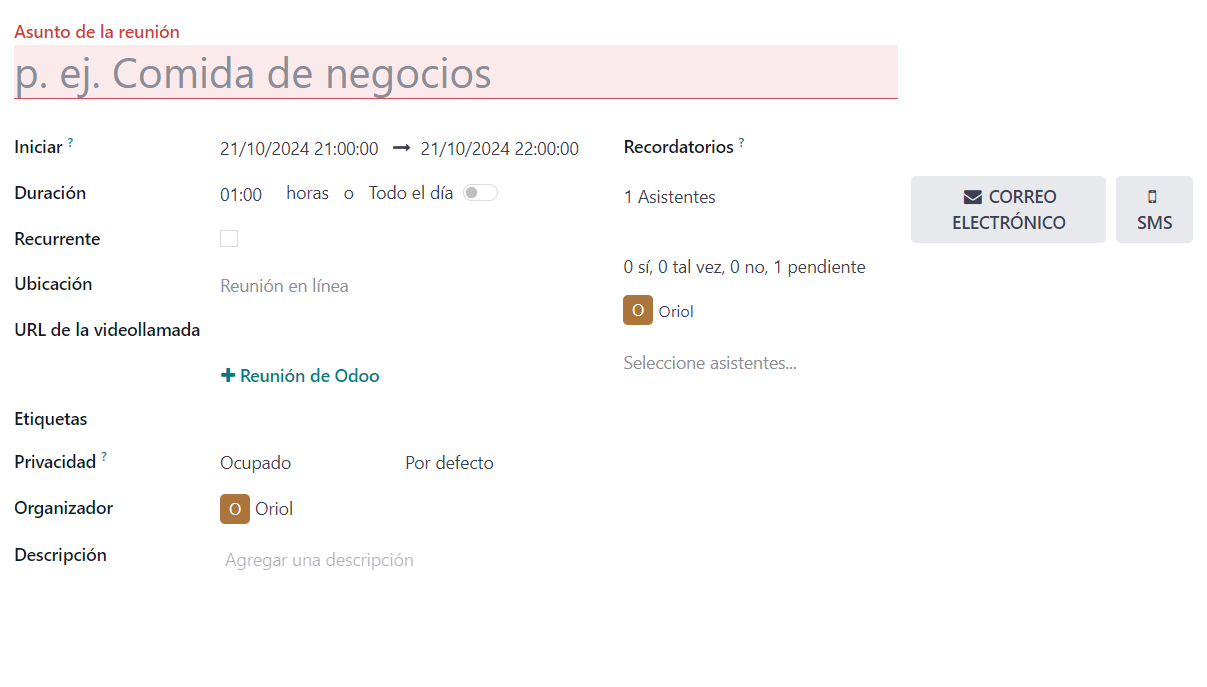 Asunto de la reunión
p. ej. Comida de negocios
Iniciar ?
21/10/2024 21:00:00 → 21/10/2024 22:00:00
Duración
01:00 horas o Todo el día
Recurrente
Ubicación
Reunión en línea
URL de la videollamada
+ Reunión de Odoo
Etiquetas
Privacidad ?
Ocupado Por defecto
Organizador
O Oriol
Descripción
Agregar una descripción
Recordatorios ?
1 Asistentes
CORREO
ELECTRÓNICO
SMS
0 sí, 0 tal vez, 0 no, 1 pendiente
O Oriol
Seleccione asistentes...